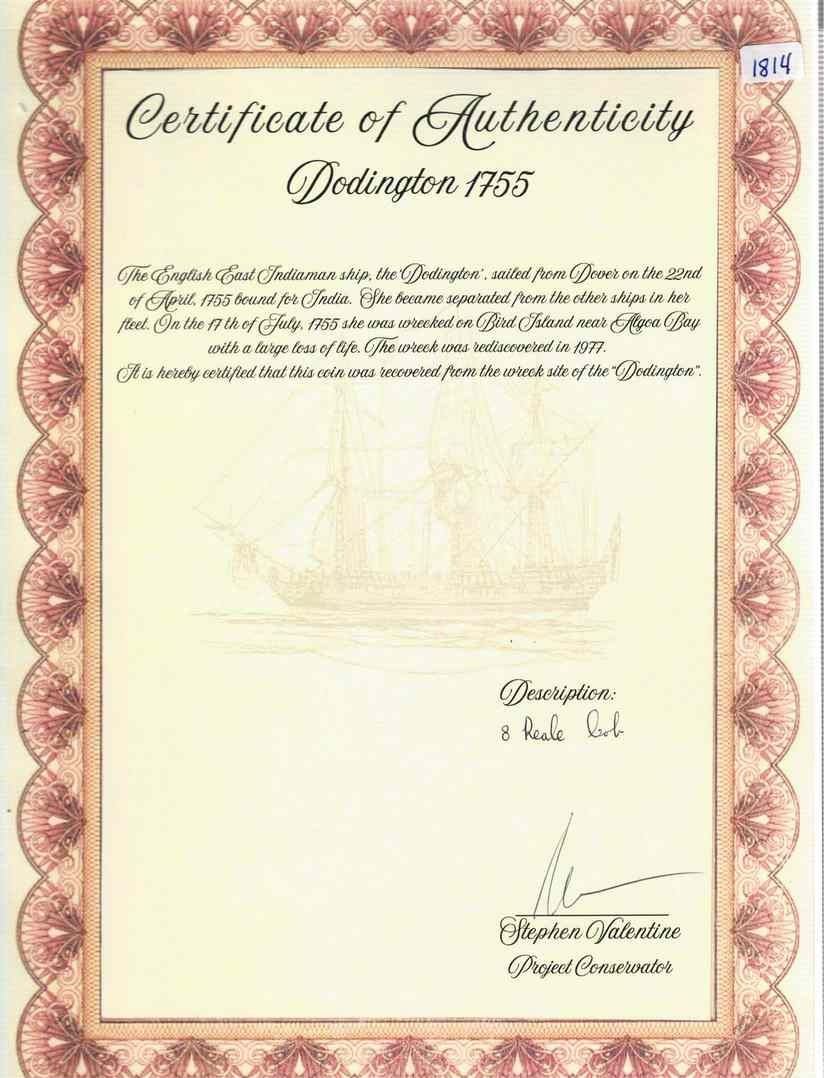 1814
Certificate of Authenticity
Dodington 1755
The English East Indiaman ship, the 'Dodington', sailed from Dover on the 22nd
of April, 1755 bound for India. She became separated from the other ships in her
fleet. On the 17 th of July, 1755 she was wrecked on Bird Island near Algoa Bay
with a large loss of life. The wreck was rediscovered in 1977.
It is hereby certified that this coin was recovered from the wreck site of the "Dodington".
Description:
8 Reale Cob
Stephen Valentine
Project Conservator